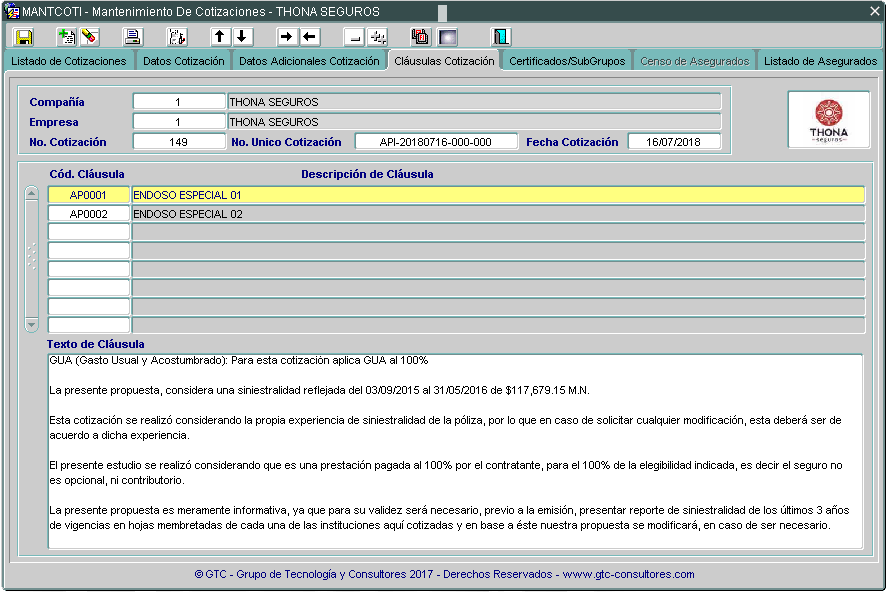 MANTCOTI - Mantenimiento De Cotizaciones - THONA SEGUROS
Listado de Cotizaciones Datos Cotización Datos Adicionales Cotización Cláusulas Cotización Certificados/SubGrupos Censo de Asegurados Listado de Asegurados
Compañía 1 THONA SEGUROS
Empresa 1 THONA SEGUROS
No. Cotización 149 No. Unico Cotización API-20180716-000-000 Fecha Cotización 16/07/2018
THONA
seguros
Cód. Cláusula Descripción de Cláusula
AP0001 ENDOSO ESPECIAL 01
AP0002 ENDOSO ESPECIAL 02
Texto de Cláusula
GUA (Gasto Usual y Acostumbrado): Para esta cotización aplica GUA al 100%
La presente propuesta, considera una siniestralidad reflejada del 03/09/2015 al 31/05/2016 de $117,679.15 M.N.
Esta cotización se realizó considerando la propia experiencia de siniestralidad de la póliza, por lo que en caso de solicitar cualquier modificación, esta deberá ser de
acuerdo a dicha experiencia.
El presente estudio se realizó considerando que es una prestación pagada al 100% por el contratante, para el 100% de la elegibilidad indicada, es decir el seguro no
es opcional, ni contributorio.
La presente propuesta es meramente informativa, ya que para su validez será necesario, previo a la emisión, presentar reporte de siniestralidad de los últimos 3 años
de vigencias en hojas membretadas de cada una de las instituciones aquí cotizadas y en base a éste nuestra propuesta se modificará, en caso de ser necesario.
© GTC - Grupo de Tecnología y Consultores 2017 - Derechos Reservados - www.gtc-consultores.com